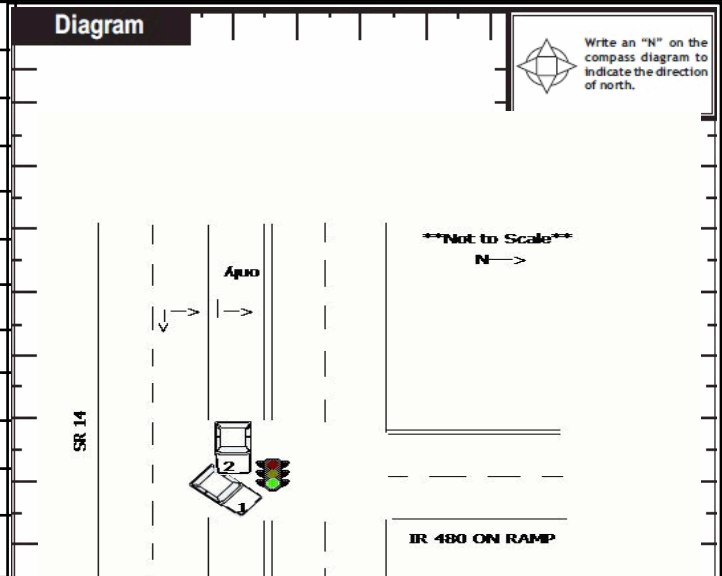 Diagram
Write an “N” on the
compass diagram to
indicate the direction
of north.
**Not to Scale**
N-->
only
SR 14
2
1
IR 480 ON RAMP